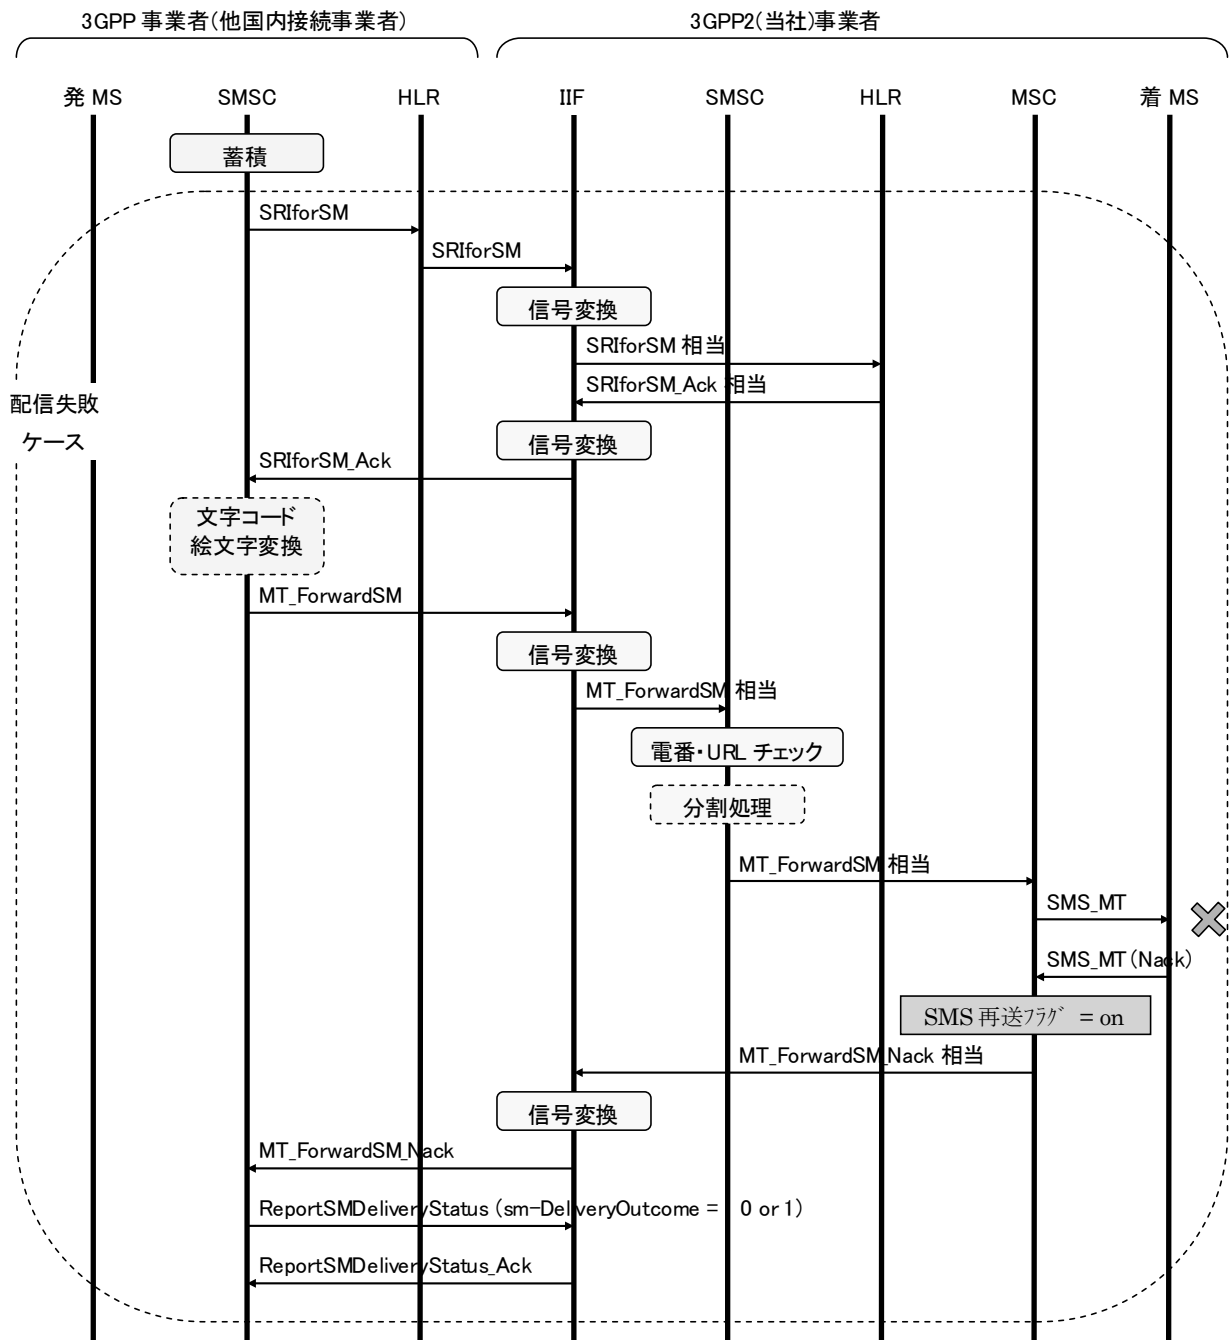 3GPP 事業者(他国内接続事業者)
3GPP2(当社)事業者
発 MS
SMSC
HLR
IIF
SMSC
HLR
MSC
着 MS
蓄積
SRIforSM
SRIforSM
信号変換
SRIforSM 相当
SRIforSM_Ack 相当
配信失敗
ケース
信号変換
SRIforSM_Ack
文字コード
絵文字変換
MT_ForwardSM
信号変換
MT_ForwardSM 相当
電番・URL チェック
分割処理
MT_ForwardSM 相当
SMS_MT
SMS_MT(Nack)
SMS 再送ﾌﾗｸﾞ = on
MT_ForwardSM_Nack 相当
信号変換
MT_ForwardSM_Nack
ReportSMDeliveryStatus (sm-DeliveryOutcome = 0 or 1)
ReportSMDeliveryStatus_Ack